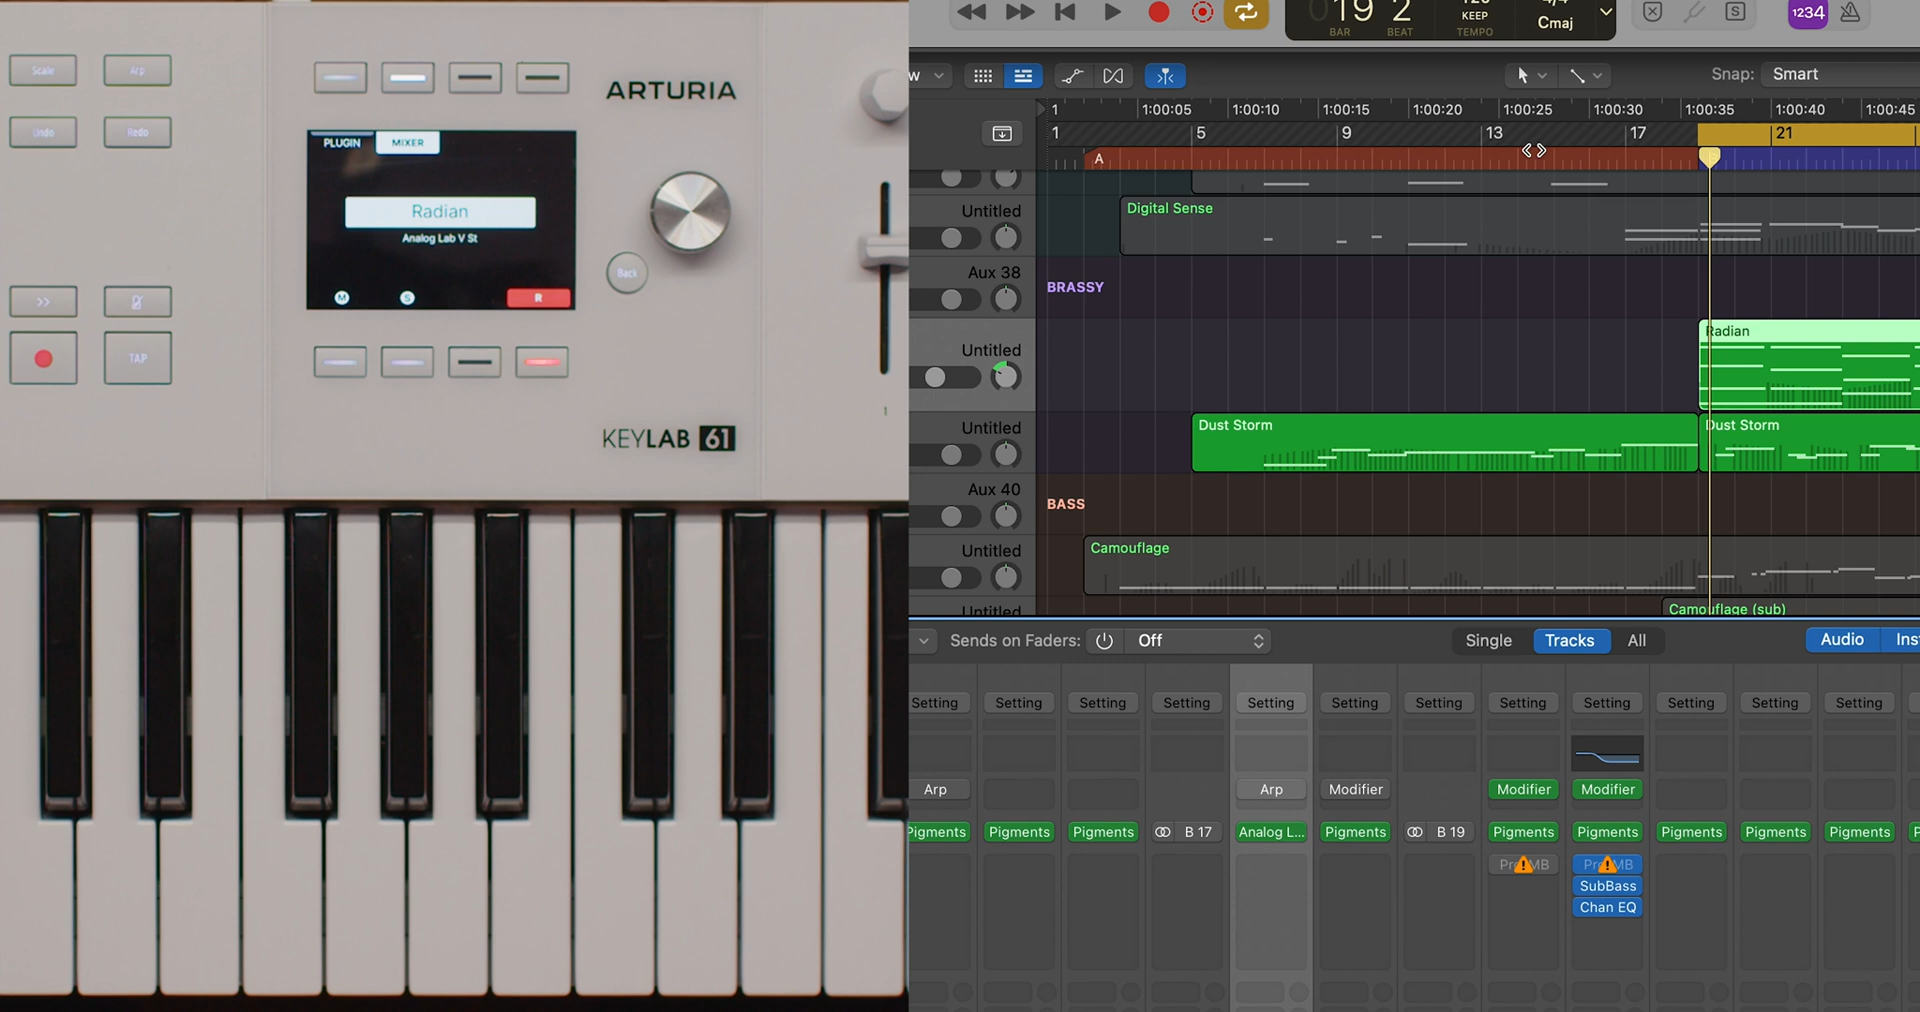 Scale
Arp
Undo
Redo
TAP
ARTURIA
PLUGIN
MIXER
Radian
Analog Lab V St
M
S
R
Back
KEYLAB 61
1
19 2
BAR
BEAT
KEEP
TEMPO
Cmaj
S
1234
w
Snap: Smart
1 1:00:05 1:00:10 1:00:15 1:00:20 1:00:25 1:00:30 1:00:35 1:00:40 1:00:45
1 5 9 13 17 21
A
Untitled
Digital Sense
Aux 38
BRASSY
Untitled
Radian
Untitled
Dust Storm
Dust Storm
Aux 40
BASS
Untitled
Camouflage
Untitled
Camouflage (sub)
Sends on Faders: Off
Single Tracks All
Audio Ins
Setting Setting Setting Setting Setting Setting Setting Setting Setting Setting Setting Setting
Arp Arp Modifier Modifier Modifier
Pigments Pigments Pigments B 17 Analog L... Pigments B 19 Pigments Pigments Pigments Pigments Pigments P
SubBass
Chan EQ